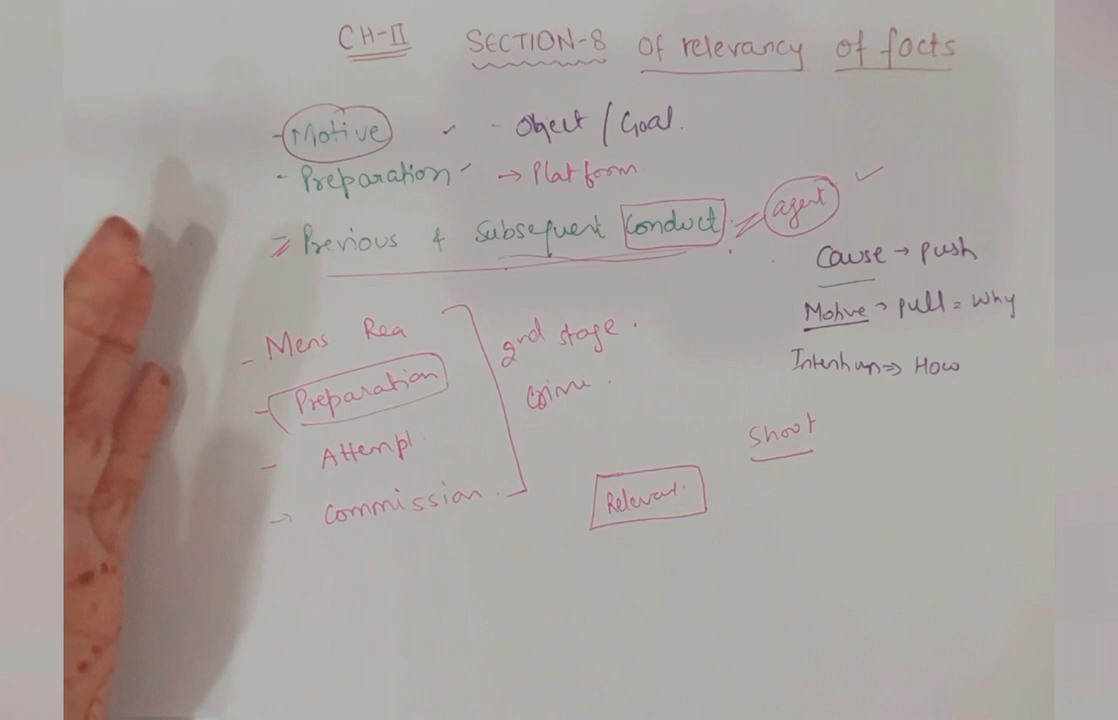 CH-II SECTION-8 Of relevancy of facts
- Motive ✓ - Object / Goal.
- Preparation → Platform
⇒ Previous & Subsequent Conduct. ⇒ agent ✓
Cause → push
Motive → pull = Why
Intention ⇒ How
- Mens Rea
- Preparation
- Attempt
→ Commission.
2nd stage.
Crime.
Shoot
Relevant.